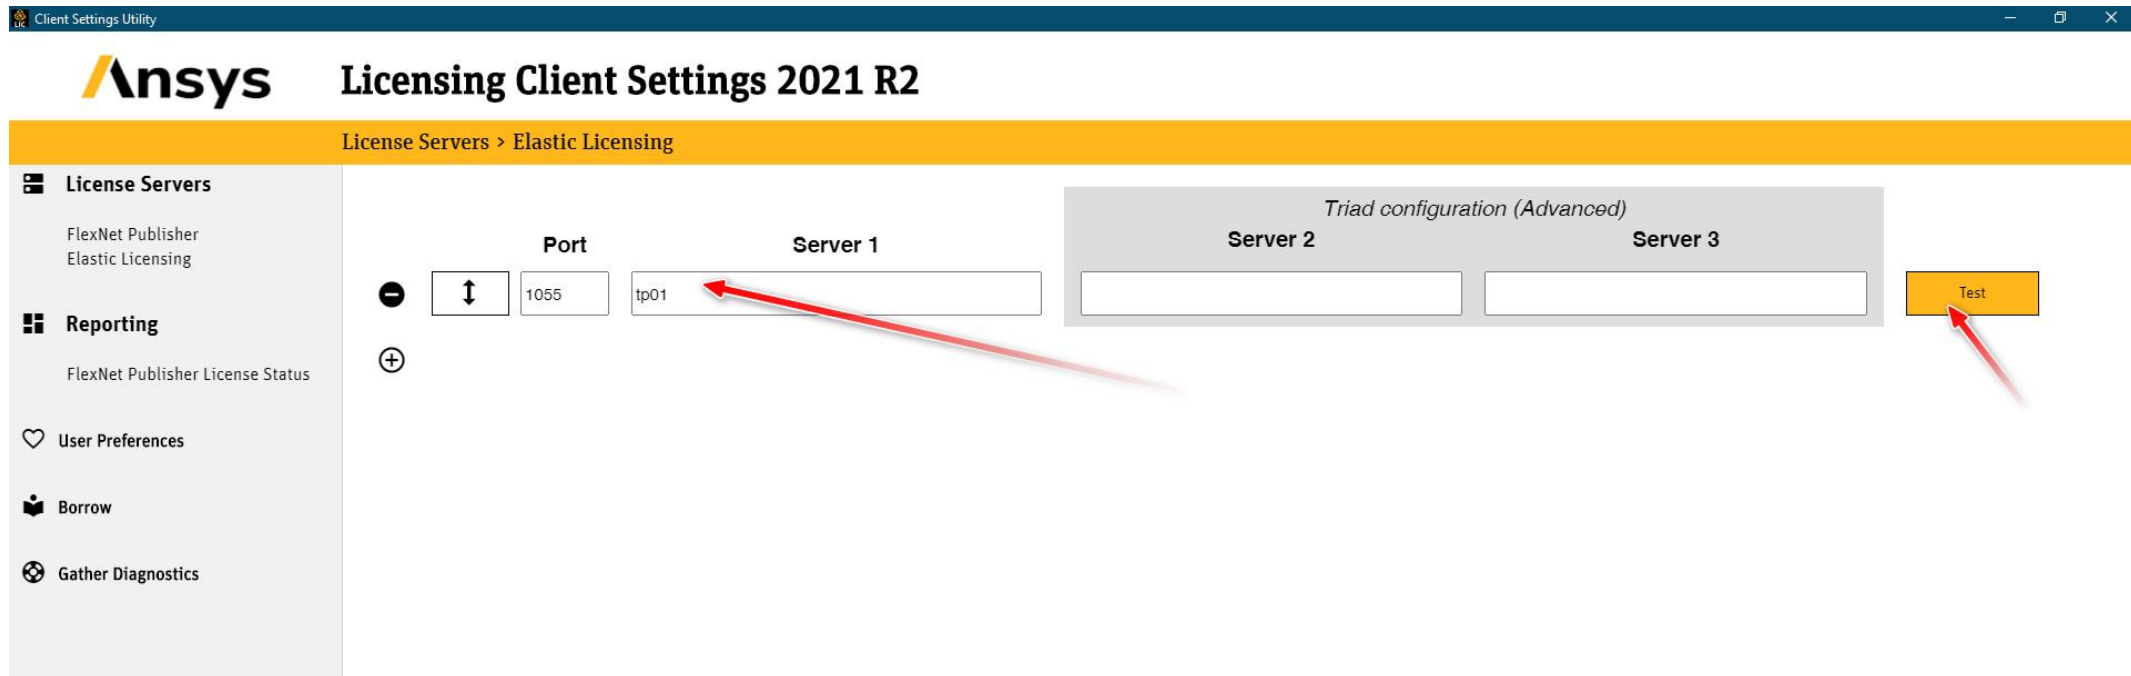 Client Settings Utility
Ansys
Licensing Client Settings 2021 R2
License Servers > Elastic Licensing
License Servers
FlexNet Publisher
Elastic Licensing
Reporting
FlexNet Publisher License Status
User Preferences
Borrow
Gather Diagnostics
Triad configuration (Advanced)
Port Server 1 Server 2 Server 3
1055 tp01 Test